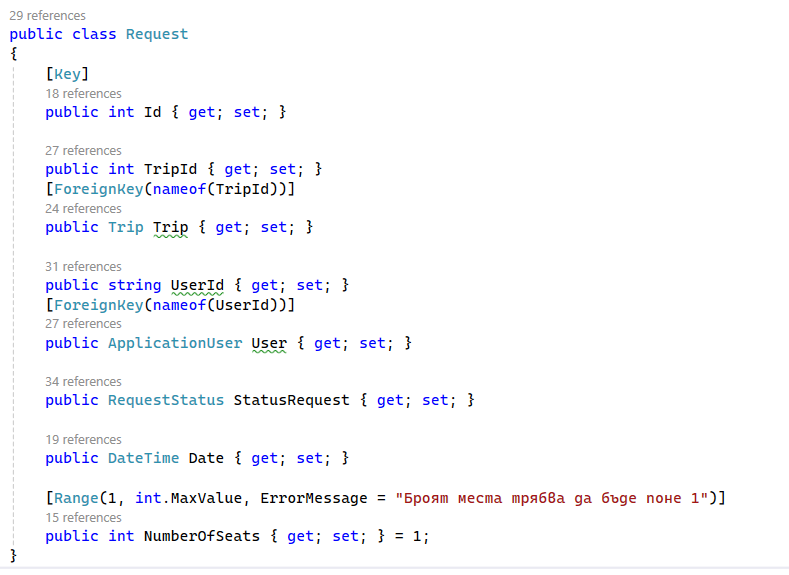 29 references
public class Request
{
[Key]
18 references
public int Id { get; set; }
27 references
public int TripId { get; set; }
[ForeignKey(nameof(TripId))]
24 references
public Trip Trip { get; set; }
31 references
public string UserId { get; set; }
[ForeignKey(nameof(UserId))]
27 references
public ApplicationUser User { get; set; }
34 references
public RequestStatus StatusRequest { get; set; }
19 references
public DateTime Date { get; set; }
[Range(1, int.MaxValue, ErrorMessage = "Броят места трябва да бъде поне 1")]
15 references
public int NumberOfSeats { get; set; } = 1;
}